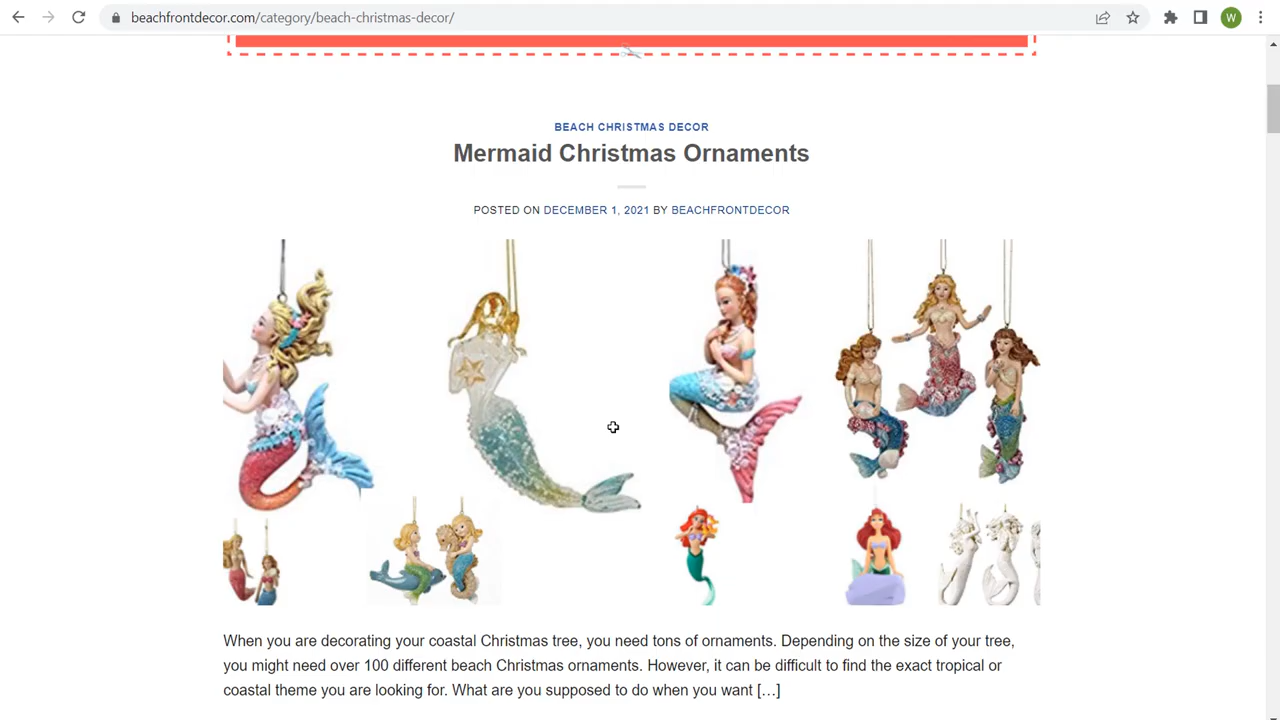 beachfrontdecor.com/category/beach-christmas-decor/
W
BEACH CHRISTMAS DECOR
Mermaid Christmas Ornaments
POSTED ON DECEMBER 1, 2021 BY BEACHFRONTDECOR
When you are decorating your coastal Christmas tree, you need tons of ornaments. Depending on the size of your tree,
you might need over 100 different beach Christmas ornaments. However, it can be difficult to find the exact tropical or
coastal theme you are looking for. What are you supposed to do when you want […]